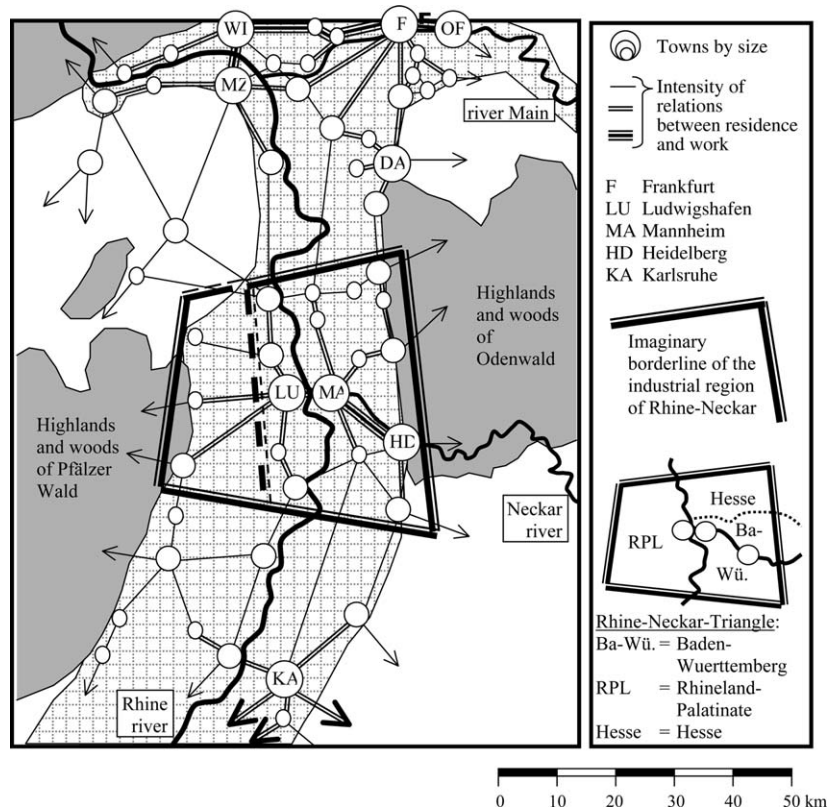 WI
F
OF
MZ
river Main
DA
Highlands
and woods
of
Odenwald
LU
MA
Highlands
and woods
of Pfälzer
Wald
HD
Neckar
river
KA
Rhine
river
Towns by size
Intensity of
relations
between residence
and work
F Frankfurt
LU Ludwigshafen
MA Mannheim
HD Heidelberg
KA Karlsruhe
Imaginary
borderline of the
industrial region
of Rhine-Neckar
Hesse
RPL
Ba-
Wü.
Rhine-Neckar-Triangle:
Ba-Wü. = Baden-
Wuerttemberg
RPL = Rhineland-
Palatinate
Hesse = Hesse
0 10 20 30 40 50 km